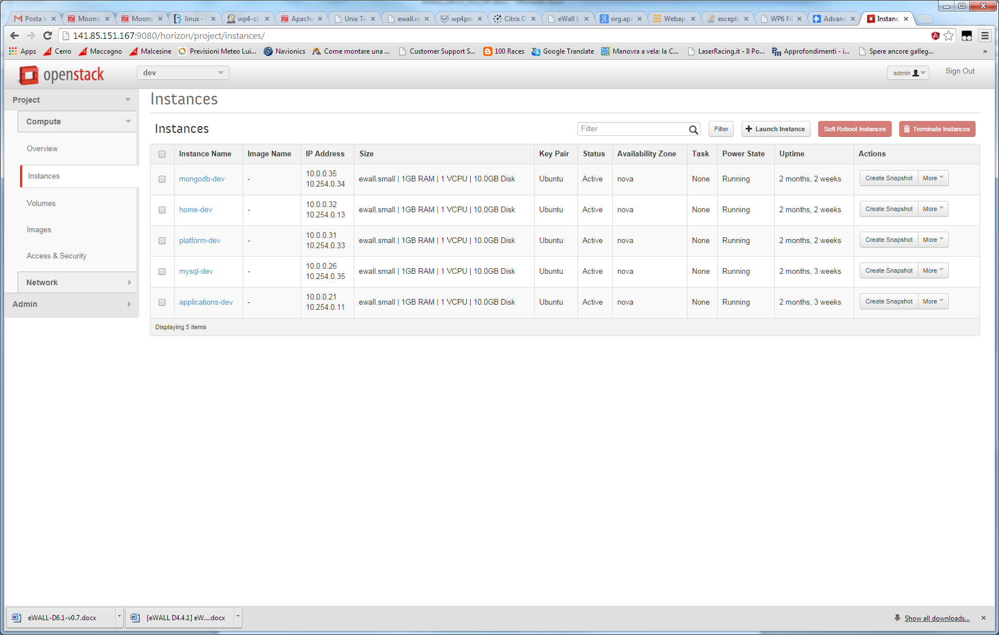 Posta in
Moonsl
Moons
linux -
wp4-ci
Apache
Unix Tir
ewall.ra
wp4pro
Citrix O
eWall L
org.apa
Webapp
excepti
WP6 Fil
Advanc
Instanc
141.85.151.167:9080/horizon/project/instances/
Apps
Cerro
Maccagno
Malcesine
Previsioni Meteo Lui...
Navionics
Come montare una ...
Customer Support S...
100 Races
Google Translate
Manovra a vela: la C...
LaserRacing.it - Il Po...
Approfondimenti - i...
Spere ancore galleg...
»
openstack
dev
admin
Sign Out
Project
Compute
Overview
Instances
Volumes
Images
Access & Security
Network
Admin
Instances
Instances
Filter
Filter
Launch Instance
Soft Reboot Instances
Terminate Instances
Instance Name Image Name IP Address Size Key Pair Status Availability Zone Task Power State Uptime Actions
mongodb-dev - 10.0.0.35 10.254.0.34 ewall.small | 1GB RAM | 1 VCPU | 10.0GB Disk Ubuntu Active nova None Running 2 months, 2 weeks Create Snapshot More
home-dev - 10.0.0.32 10.254.0.13 ewall.small | 1GB RAM | 1 VCPU | 10.0GB Disk Ubuntu Active nova None Running 2 months, 2 weeks Create Snapshot More
platform-dev - 10.0.0.31 10.254.0.33 ewall.small | 1GB RAM | 1 VCPU | 10.0GB Disk Ubuntu Active nova None Running 2 months, 2 weeks Create Snapshot More
mysql-dev - 10.0.0.26 10.254.0.35 ewall.small | 1GB RAM | 1 VCPU | 10.0GB Disk Ubuntu Active nova None Running 2 months, 3 weeks Create Snapshot More
applications-dev - 10.0.0.21 10.254.0.11 ewall.small | 1GB RAM | 1 VCPU | 10.0GB Disk Ubuntu Active nova None Running 2 months, 3 weeks Create Snapshot More
Displaying 5 items
eWALL-D6.1-v0.7.docx
[eWALL D4.4.1] eW....docx
Show all downloads...